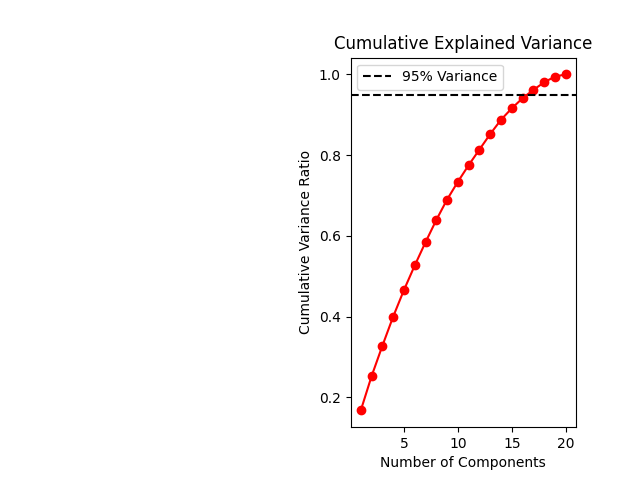 Cumulative Explained Variance
95% Variance
1.0
0.8
0.6
0.4
0.2
Cumulative Variance Ratio
5 10 15 20
Number of Components